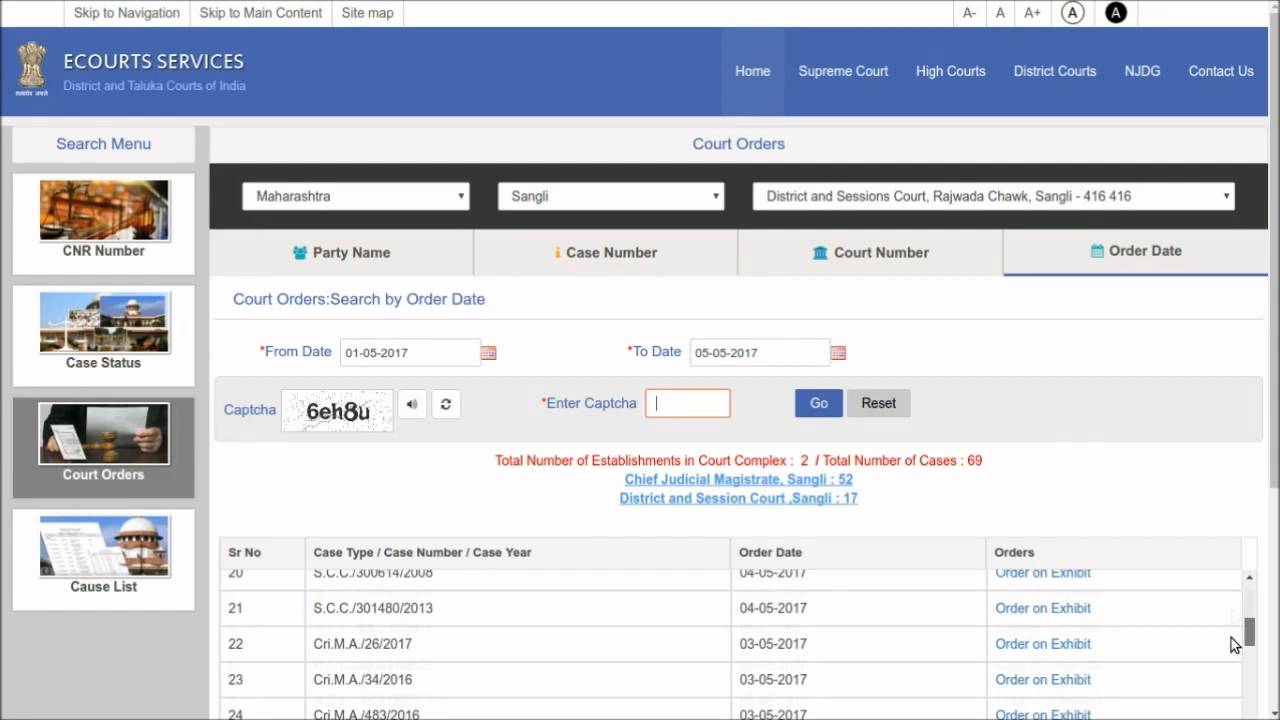 Skip to Navigation Skip to Main Content Site map A- A A+ A A
ECOURTS SERVICES
District and Taluka Courts of India
Home Supreme Court High Courts District Courts NJDG Contact Us
सत्यमेव जयते
Search Menu
CNR Number
Case Status
Court Orders
Cause List
Court Orders
Maharashtra Sangli District and Sessions Court, Rajwada Chawk, Sangli - 416 416
Party Name Case Number Court Number Order Date
Court Orders:Search by Order Date
*From Date 01-05-2017 *To Date 05-05-2017
Captcha 6eh8u *Enter Captcha Go Reset
Total Number of Establishments in Court Complex : 2 / Total Number of Cases : 69
Chief Judicial Magistrate, Sangli : 52
District and Session Court ,Sangli : 17
Sr No Case Type / Case Number / Case Year Order Date Orders
20 S.C.C./300614/2008 04-05-2017 Order on Exhibit
21 S.C.C./301480/2013 04-05-2017 Order on Exhibit
22 Cri.M.A./26/2017 03-05-2017 Order on Exhibit
23 Cri.M.A./34/2016 03-05-2017 Order on Exhibit
24 Cri.M.A./483/2016 03-05-2017 Order on Exhibit